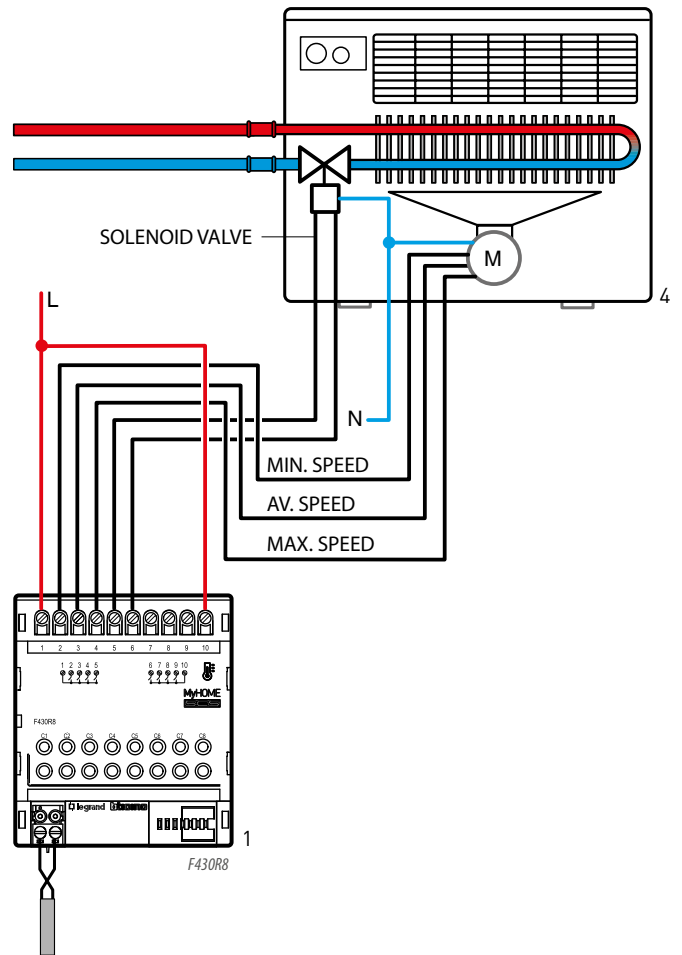 SOLENOID VALVE
M
4
L
N
MIN. SPEED
AV. SPEED
MAX. SPEED
1 2 3 4 5 6 7 8 9 10
1 2 3 4 5 6 7 8 9 10
MyHOME
F430R8
C1 C2 C3 C4 C5 C6 C7 C8
legrand bticino
1
F430R8